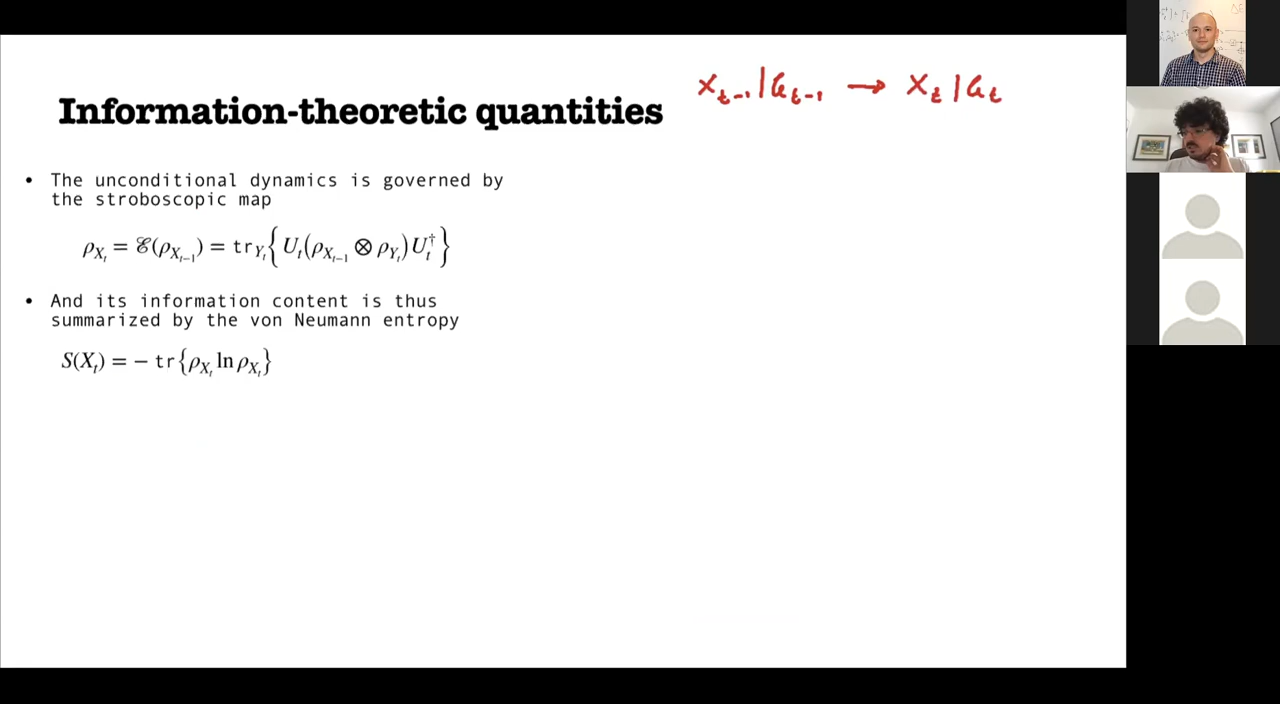 Information-theoretic quantities
X_{t-1}|ζ_{t-1} → X_t|ζ_t
• The unconditional dynamics is governed by
the stroboscopic map
ρ_{X_t} = ℰ(ρ_{X_{t-1}}) = tr_{Y_t}{U_t(ρ_{X_{t-1}} ⊗ ρ_{Y_t})U_t^†}
• And its information content is thus
summarized by the von Neumann entropy
S(X_t) = − tr{ρ_{X_t} ln ρ_{X_t}}